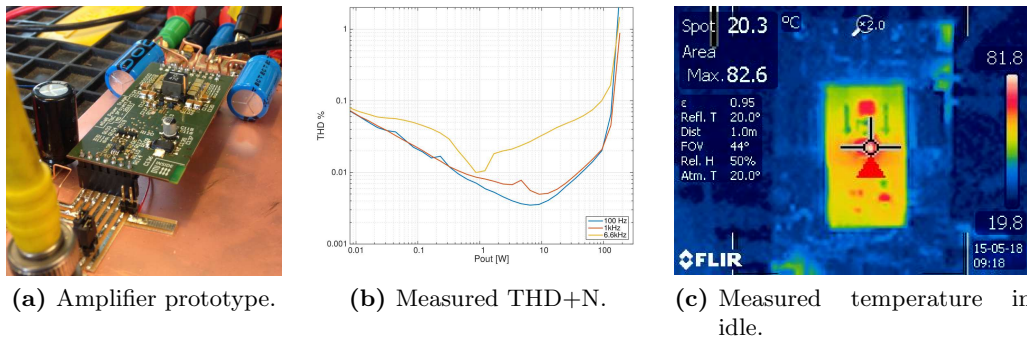 THD %
1
0.1
0.01
0.001
0.01
0.1
1
10
100
Pout [W]
100 Hz
1kHz
6.6kHz
Spot 20.3 °C
Area
Max. 82.6
×2.0
81.8
ε 0.95
Refl. T 20.0°
Dist 1.0m
FOV 44°
Rel. H 50%
Atm. T 20.0°
19.8
15-05-18
09:18
FLIR
(a) Amplifier prototype.
(b) Measured THD+N.
(c) Measured temperature in
idle.